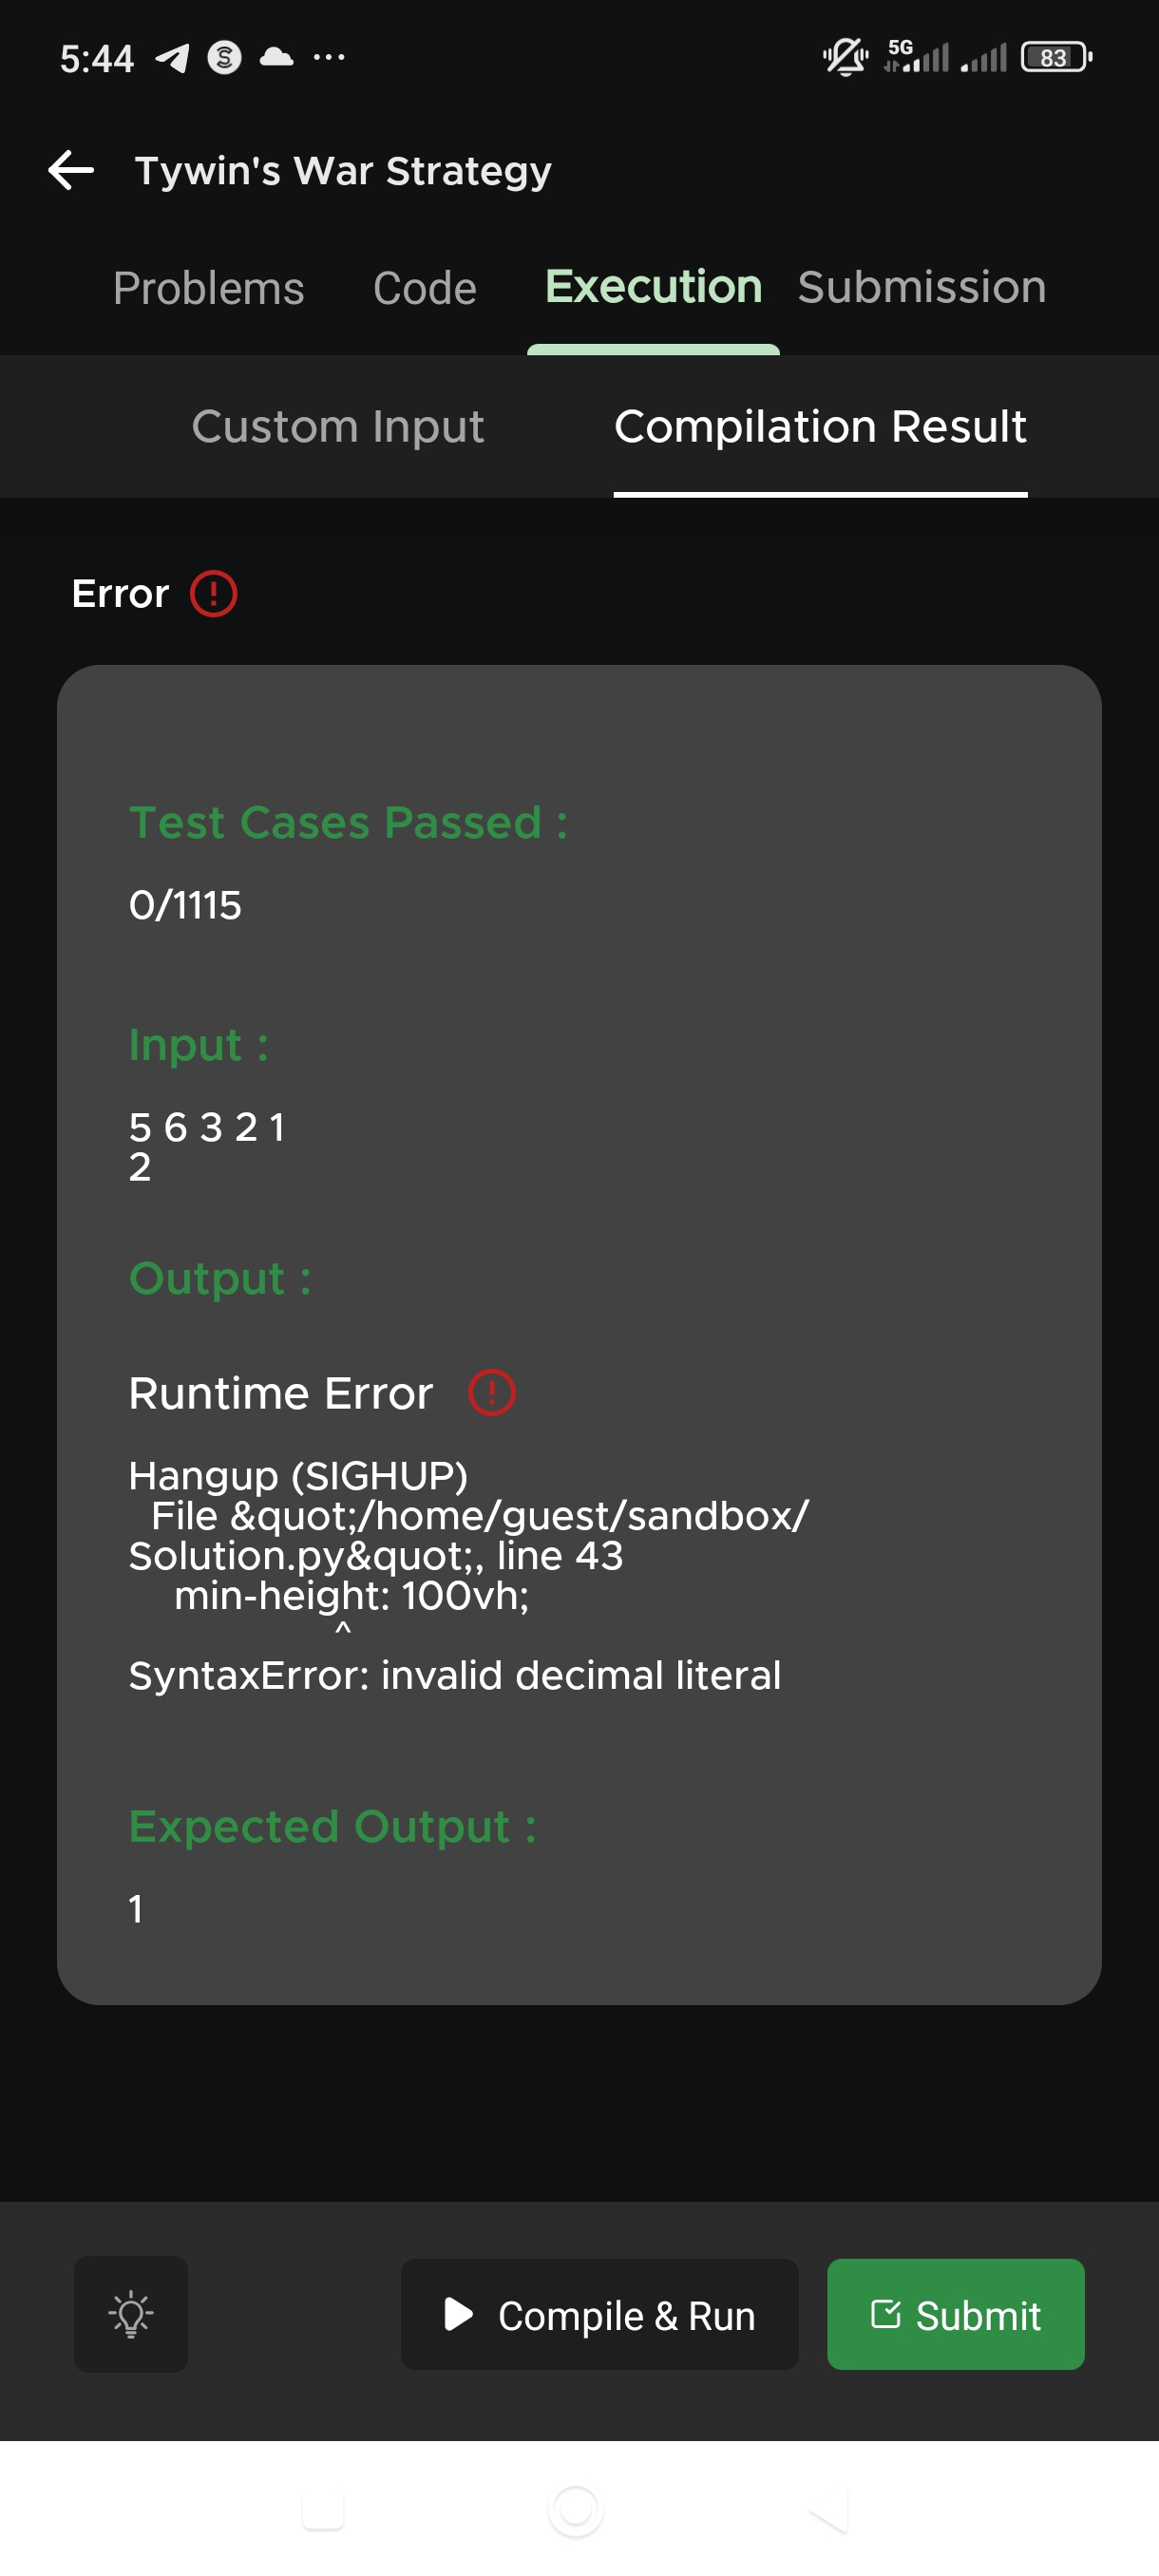 5:44
5G
83
Tywin's War Strategy
Problems Code Execution Submission
Custom Input Compilation Result
Error
Test Cases Passed :
0/1115
Input :
5 6 3 2 1
2
Output :
Runtime Error
Hangup (SIGHUP)
File &quot;/home/guest/sandbox/
Solution.py&quot;, line 43
min-height: 100vh;
^
SyntaxError: invalid decimal literal
Expected Output :
1
Compile & Run
Submit